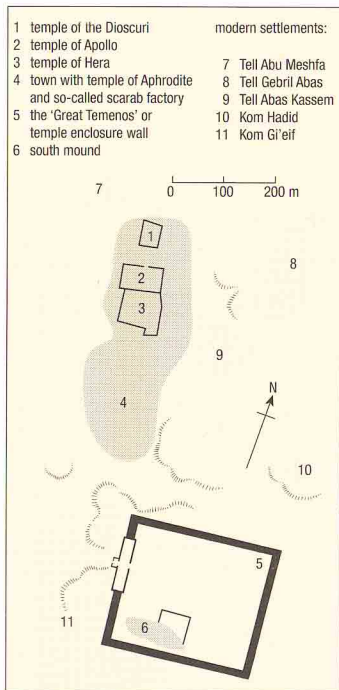 1 temple of the Dioscuri
2 temple of Apollo
3 temple of Hera
4 town with temple of Aphrodite
and so-called scarab factory
5 the ‘Great Temenos’ or
temple enclosure wall
6 south mound
modern settlements:
7 Tell Abu Meshfa
8 Tell Gebril Abas
9 Tell Abas Kassem
10 Kom Hadid
11 Kom Gi’eif
0 100 200 m
7
1
8
2
3
9
4
N
10
5
11
6